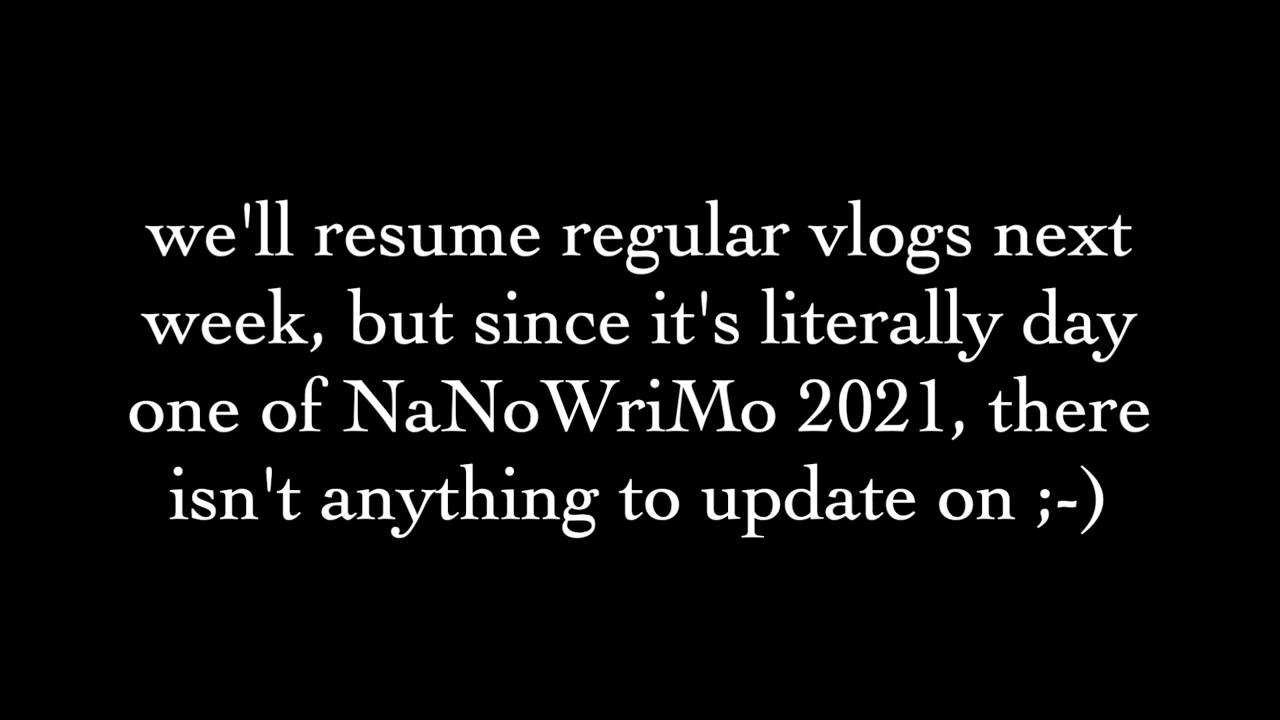 we'll resume regular vlogs next
week, but since it's literally day
one of NaNoWriMo 2021, there
isn't anything to update on ;-)